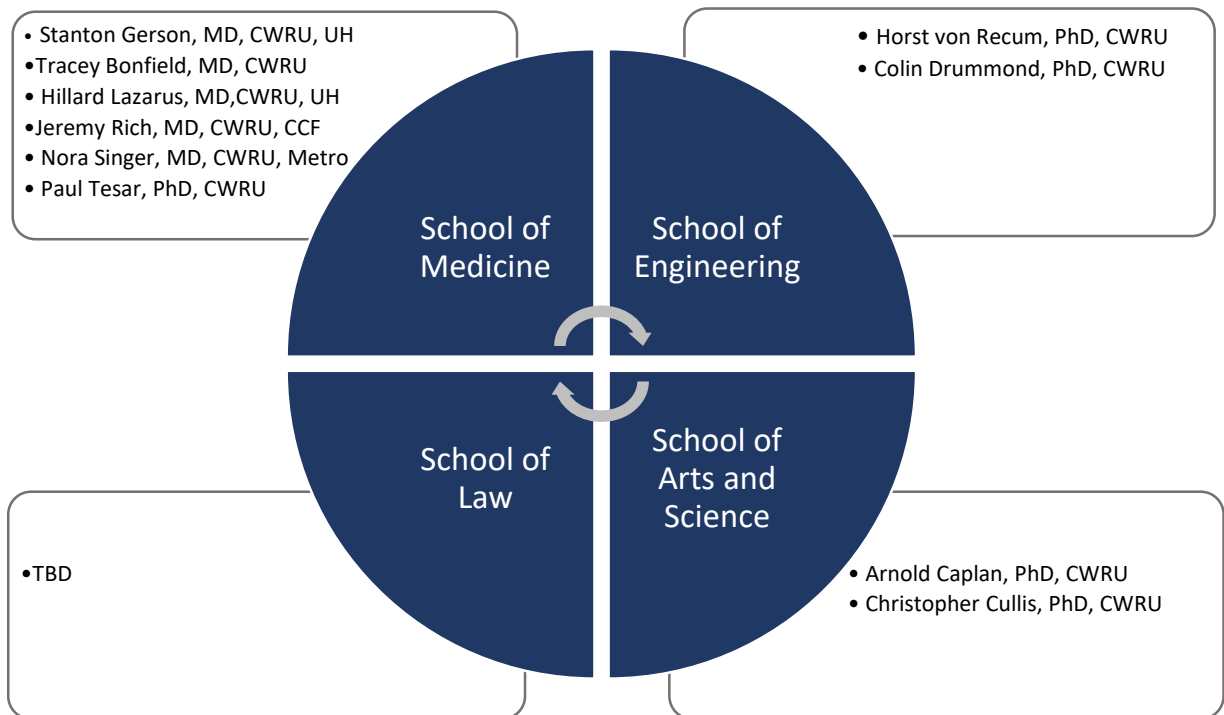 • Stanton Gerson, MD, CWRU, UH
•Tracey Bonfield, MD, CWRU
• Hillard Lazarus, MD,CWRU, UH
•Jeremy Rich, MD, CWRU, CCF
• Nora Singer, MD, CWRU, Metro
• Paul Tesar, PhD, CWRU
• Horst von Recum, PhD, CWRU
• Colin Drummond, PhD, CWRU
School of
Medicine
School of
Engineering
School of
Law
School of
Arts and
Science
•TBD
• Arnold Caplan, PhD, CWRU
• Christopher Cullis, PhD, CWRU